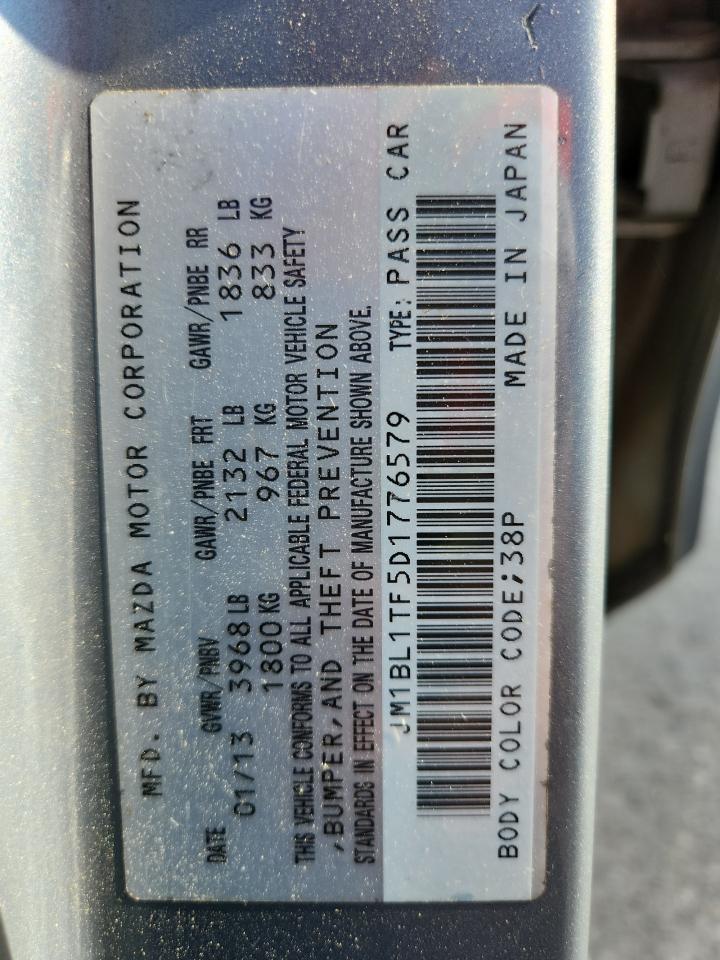 MFD. BY MAZDA MOTOR CORPORATION
DATE GVWR/PNBV GAWR/PNBE FRT GAWR/PNBE RR
01/13 3968 LB 2132 LB 1836 LB
1800 KG 967 KG 833 KG
THIS VEHICLE CONFORMS TO ALL APPLICABLE FEDERAL MOTOR VEHICLE SAFETY
,BUMPER,AND THEFT PREVENTION
STANDARDS IN EFFECT ON THE DATE OF MANUFACTURE SHOWN ABOVE.
JM1BL1TF5D1776579 TYPE: PASS CAR
BODY COLOR CODE;38P MADE IN JAPAN